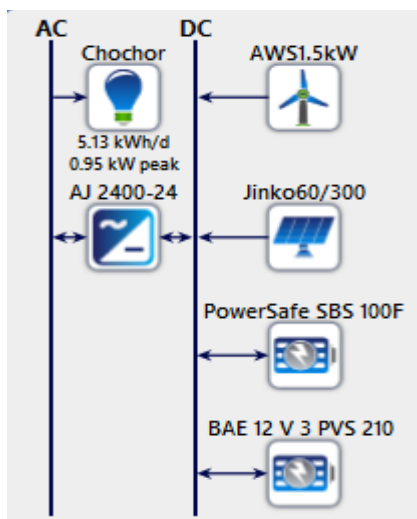 AC
DC
Chochor
AWS1.5kW
5.13 kWh/d
0.95 kW peak
AJ 2400-24
Jinko60/300
PowerSafe SBS 100F
BAE 12 V 3 PVS 210